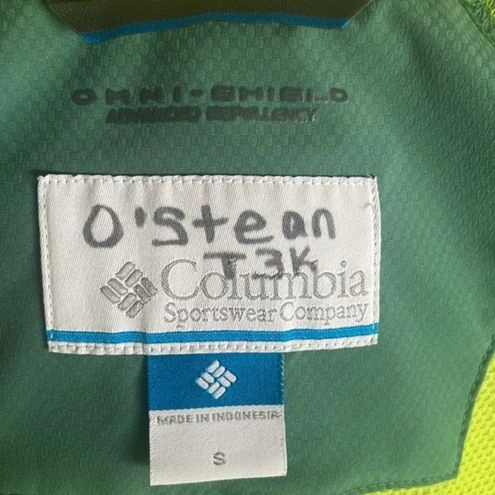 OMNI-SHIELD
ADVANCED REPELLENCY
O'Stean
T3K
Columbia
Sportswear Company
MADE IN INDONESIA
S